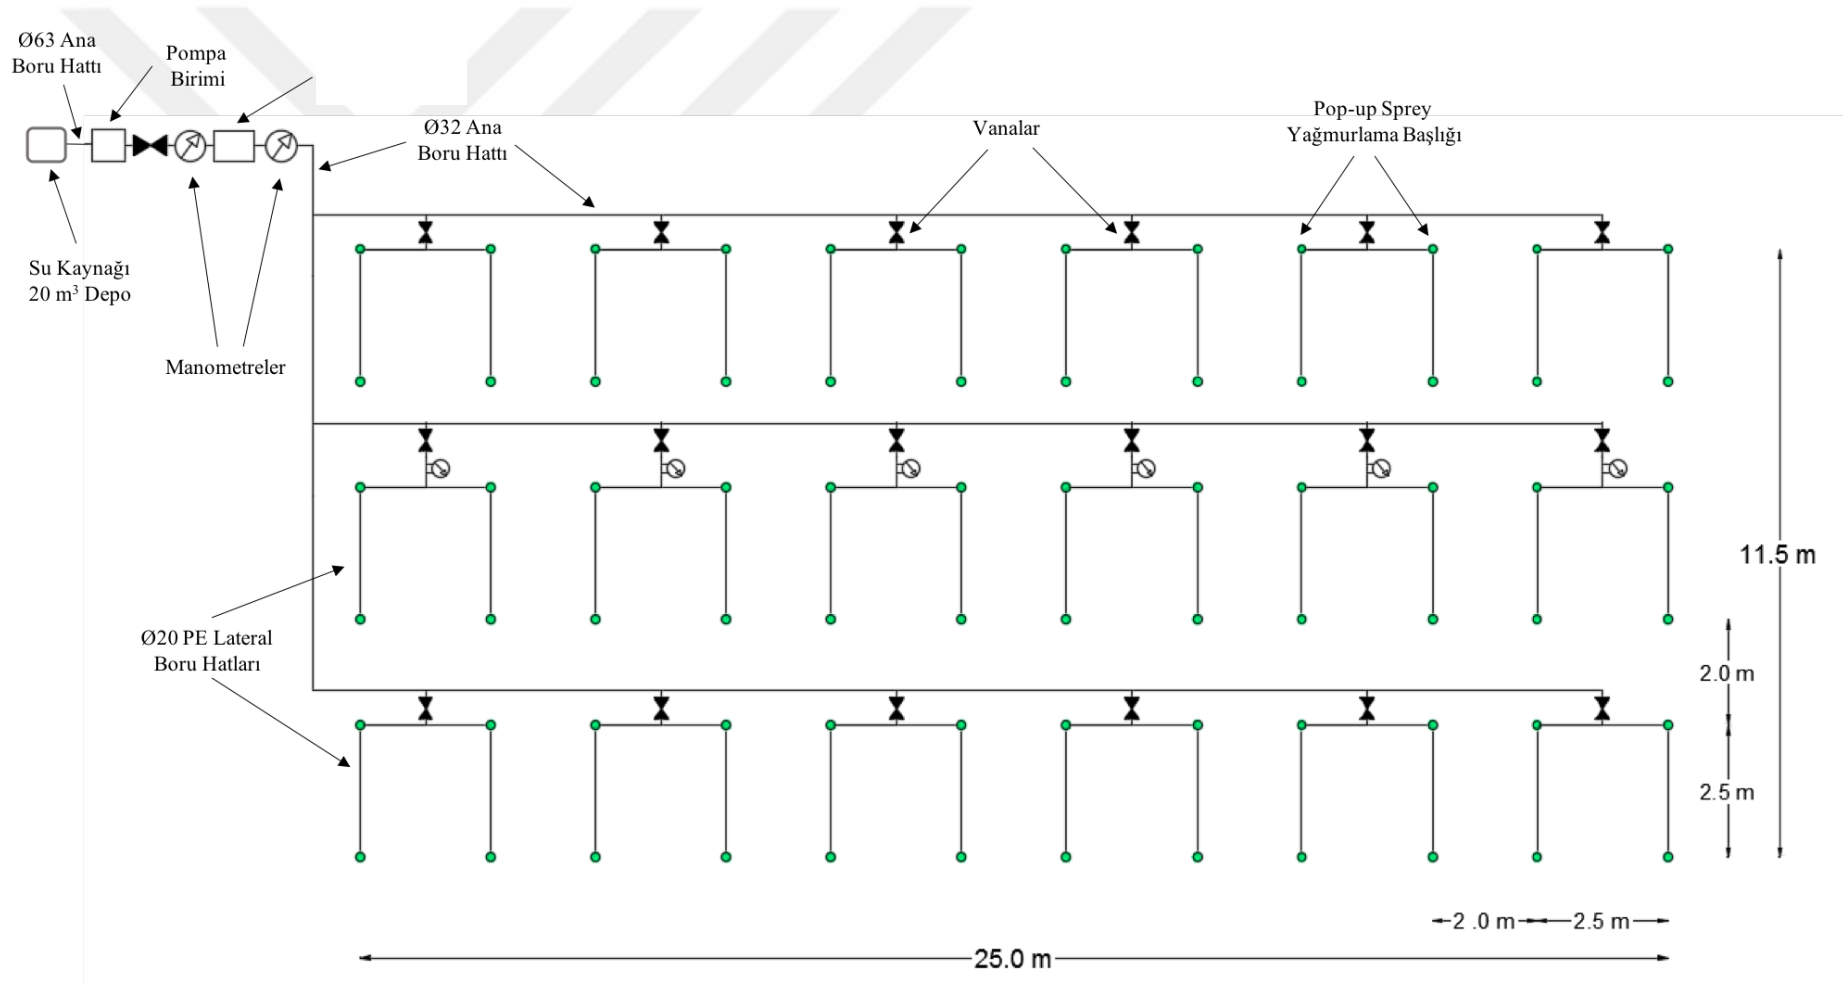 Ø63 Ana
Boru Hattı
Pompa
Birimi
Ø32 Ana
Boru Hattı
Vanalar
Pop-up Sprey
Yağmurlama Başlığı
Su Kaynağı
20 m³ Depo
Manometreler
11.5 m
Ø20 PE Lateral
Boru Hatları
2.0 m
2.5 m
2 .0 m
2.5 m
25.0 m